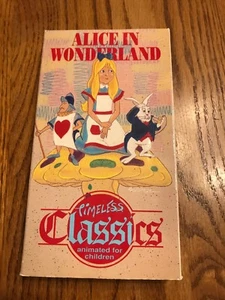 ALICE IN
WONDERLAND
TIMELESS
Classics
animated for
children